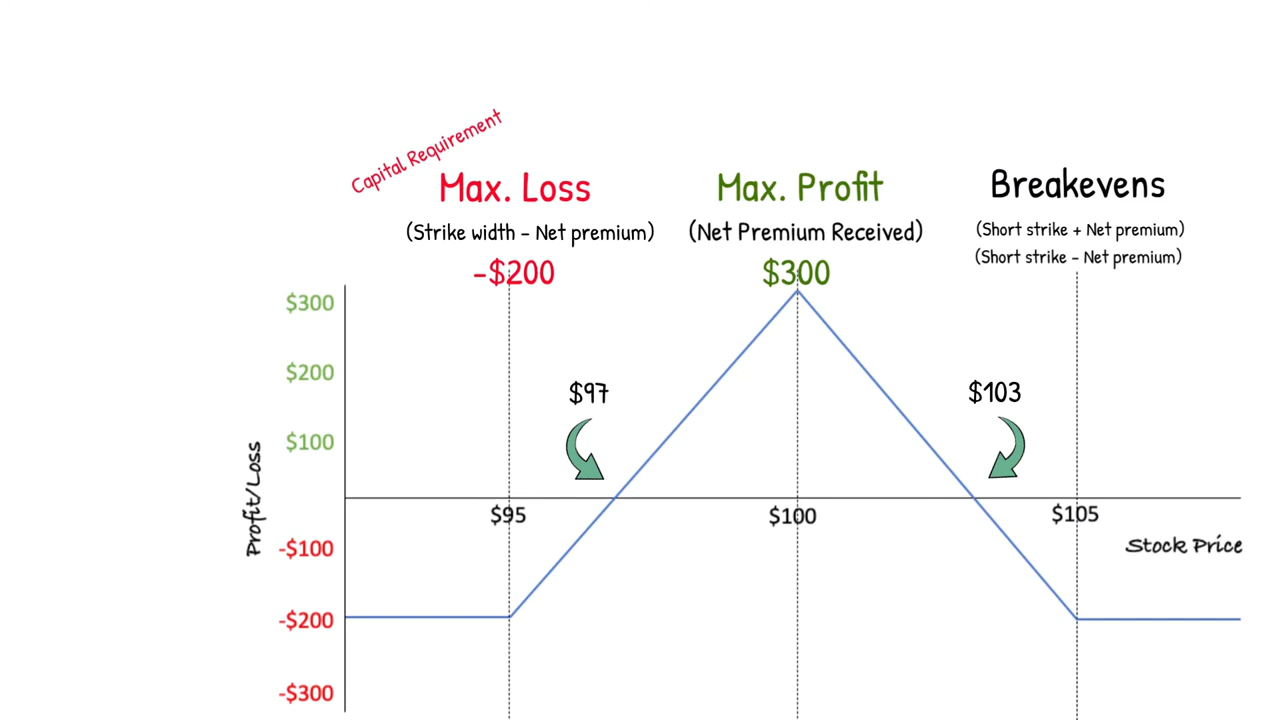 Capital Requirement
Max. Loss
(Strike width - Net premium)
-$200
Max. Profit
(Net Premium Received)
$300
Breakevens
(Short strike + Net premium)
(Short strike - Net premium)
$300
$200
$100
-$100
-$200
-$300
Profit/Loss
$97
$103
$95
$100
$105
Stock Price